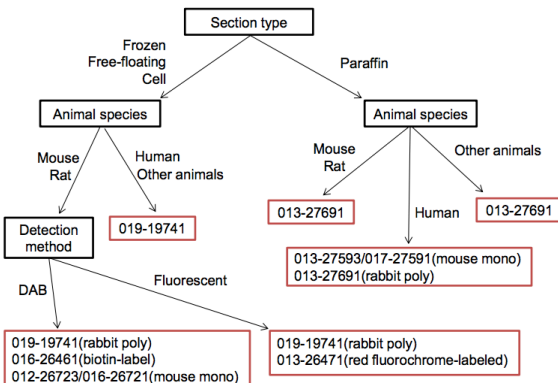 Section type
Frozen
Free-floating
Cell
Paraffin
Animal species
Animal species
Mouse
Rat
Human
Other animals
Mouse
Rat
Other animals
Human
019-19741
013-27691
013-27691
Detection
method
013-27593/017-27591(mouse mono)
013-27691(rabbit poly)
DAB
Fluorescent
019-19741(rabbit poly)
016-26461(biotin-label)
012-26723/016-26721(mouse mono)
019-19741(rabbit poly)
013-26471(red fluorochrome-labeled)